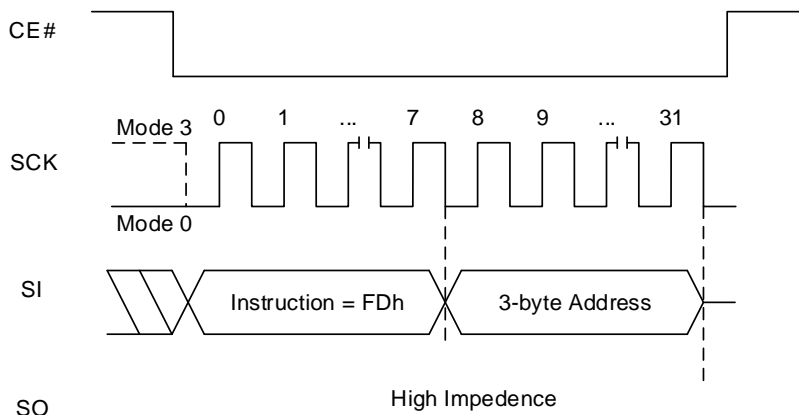 CE#
0 1 ... 7 8 9 ... 31
Mode 3
SCK
Mode 0
SI
Instruction = FDh
3-byte Address
High Impedence
SO